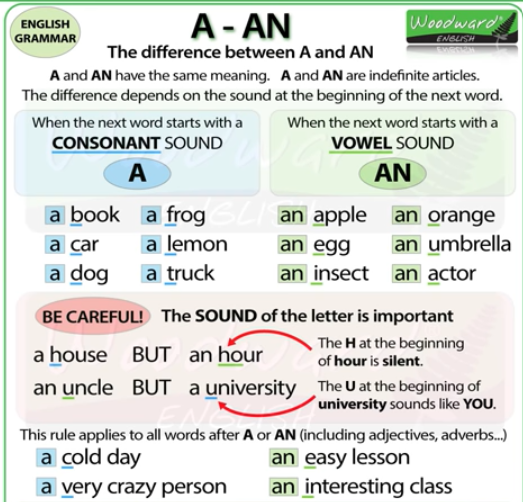 ENGLISH
GRAMMAR
A - AN
Woodward®
ENGLISH
The difference between A and AN
A and AN have the same meaning. A and AN are indefinite articles.
The difference depends on the sound at the beginning of the next word.
When the next word starts with a
CONSONANT SOUND
A
When the next word starts with a
VOWEL SOUND
AN
a book a frog an apple an orange
a car a lemon an egg an umbrella
a dog a truck an insect an actor
BE CAREFUL! The SOUND of the letter is important
a house BUT an hour
The H at the beginning
of hour is silent.
an uncle BUT a university
The U at the beginning of
university sounds like YOU.
This rule applies to all words after A or AN (including adjectives, adverbs...)
a cold day an easy lesson
a very crazy person an interesting class